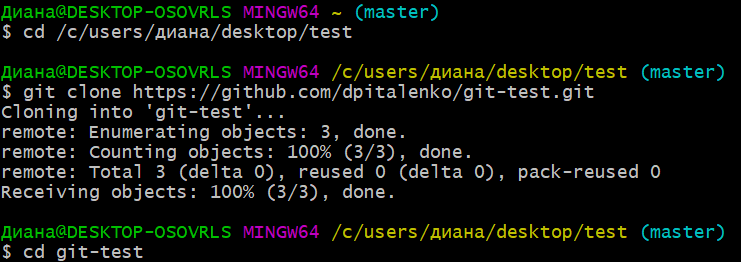 Диана@DESKTOP-OSOVRLS MINGW64 ~ (master)
$ cd /c/users/диана/desktop/test
Диана@DESKTOP-OSOVRLS MINGW64 /c/users/диана/desktop/test (master)
$ git clone https://github.com/dpitalenko/git-test.git
Cloning into 'git-test'...
remote: Enumerating objects: 3, done.
remote: Counting objects: 100% (3/3), done.
remote: Total 3 (delta 0), reused 0 (delta 0), pack-reused 0
Receiving objects: 100% (3/3), done.
Диана@DESKTOP-OSOVRLS MINGW64 /c/users/диана/desktop/test (master)
$ cd git-test